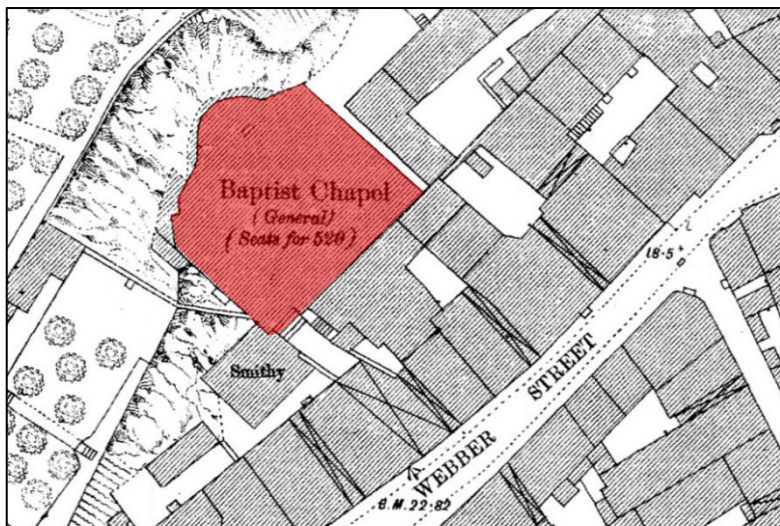 Baptist Chapel
(General)
(Seats for 520)
18·5
Smithy
WEBBER STREET
B.M. 22·82